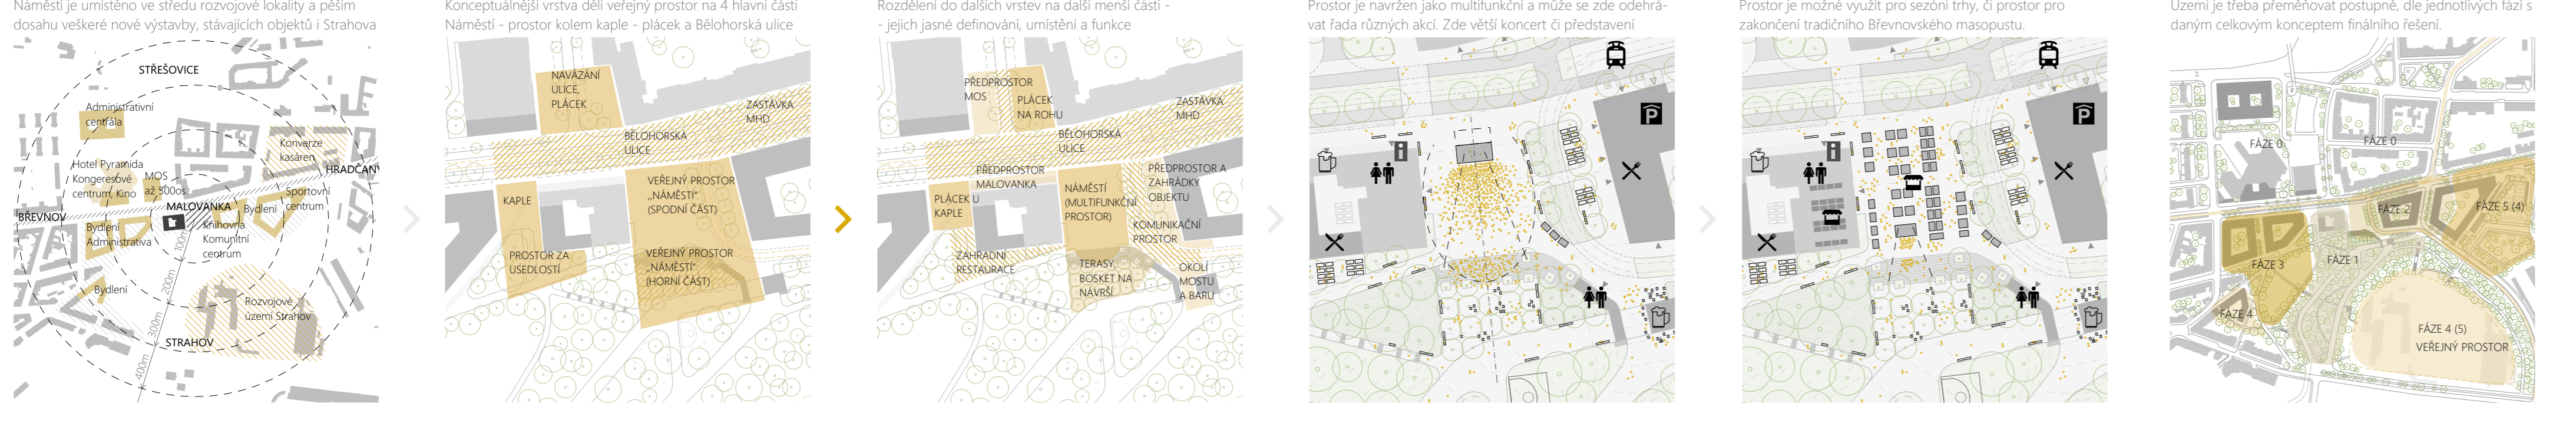 Náměstí je umístěno ve středu rozvojové lokality a pěším
dosahu veškeré nové výstavby, stávajících objektů i Strahova
STŘEŠOVICE
Administrativní
centrála
Konverze
kasáren
HRADČAN
Hotel Pyramida
Kongeresové
centrum, Kino
MOS
až 500os.
Sportovní
centrum
MALOVANKA
Bydlení
BŘEVNOV
Bydlení
Administrativa
Knihovna
Komunitní
centrum
100m
200m
Bydlení
Rozvojové
území Strahov
300m
STRAHOV
400m
Konceptuálnější vrstva dělí veřejný prostor na 4 hlavní části
Náměstí - prostor kolem kaple - plácek a Bělohorská ulice
NAVÁZÁNÍ
ULICE,
PLÁCEK
ZASTÁVKA
MHD
BĚLOHORSKÁ
ULICE
KAPLE
VEŘEJNÝ PROSTOR
,,NÁMĚSTÍ"
(SPODNÍ ČÁST)
PROSTOR ZA
USEDLOSTÍ
VEŘEJNÝ PROSTOR
,,NÁMĚSTÍ"
(HORNÍ ČÁST)
Rozdělení do dalších vrstev na další menší části -
- jejich jasné definování, umístění a funkce
PŘEDPROSTOR
MOS
PLÁCEK
NA ROHU
ZASTÁVKA
MHD
BĚLOHORSKÁ
ULICE
PŘEDPROSTOR
MALOVANKA
PŘEDPROSTOR A
ZAHRÁDKY
OBJEKTU
PLÁCEK U
KAPLE
NÁMĚSTÍ
(MULTIFUNKČNÍ
PROSTOR)
KOMUNIKAČNÍ
PROSTOR
ZAHRADNÍ
RESTAURACE
TERASY,
BOSKET NA
NÁVRŠÍ
OKOLÍ
MOSTU
A BARU
Prostor je navržen jako multifunkční a může se zde odehrá-
vat řada různých akcí. Zde větší koncert či představení
P
i
Prostor je možné využít pro sezóní trhy, či prostor pro
zakončení tradičního Břevnovského masopustu.
P
i
Území je třeba přeměňovat postupně, dle jednotlivých fází s
daným celkovým konceptem finálního řešení.
FÁZE 0
FÁZE 0
FÁZE 2
FÁZE 5 (4)
FÁZE 3
FÁZE 1
FÁZE 4
FÁZE 4 (5)
VEŘEJNÝ PROSTOR